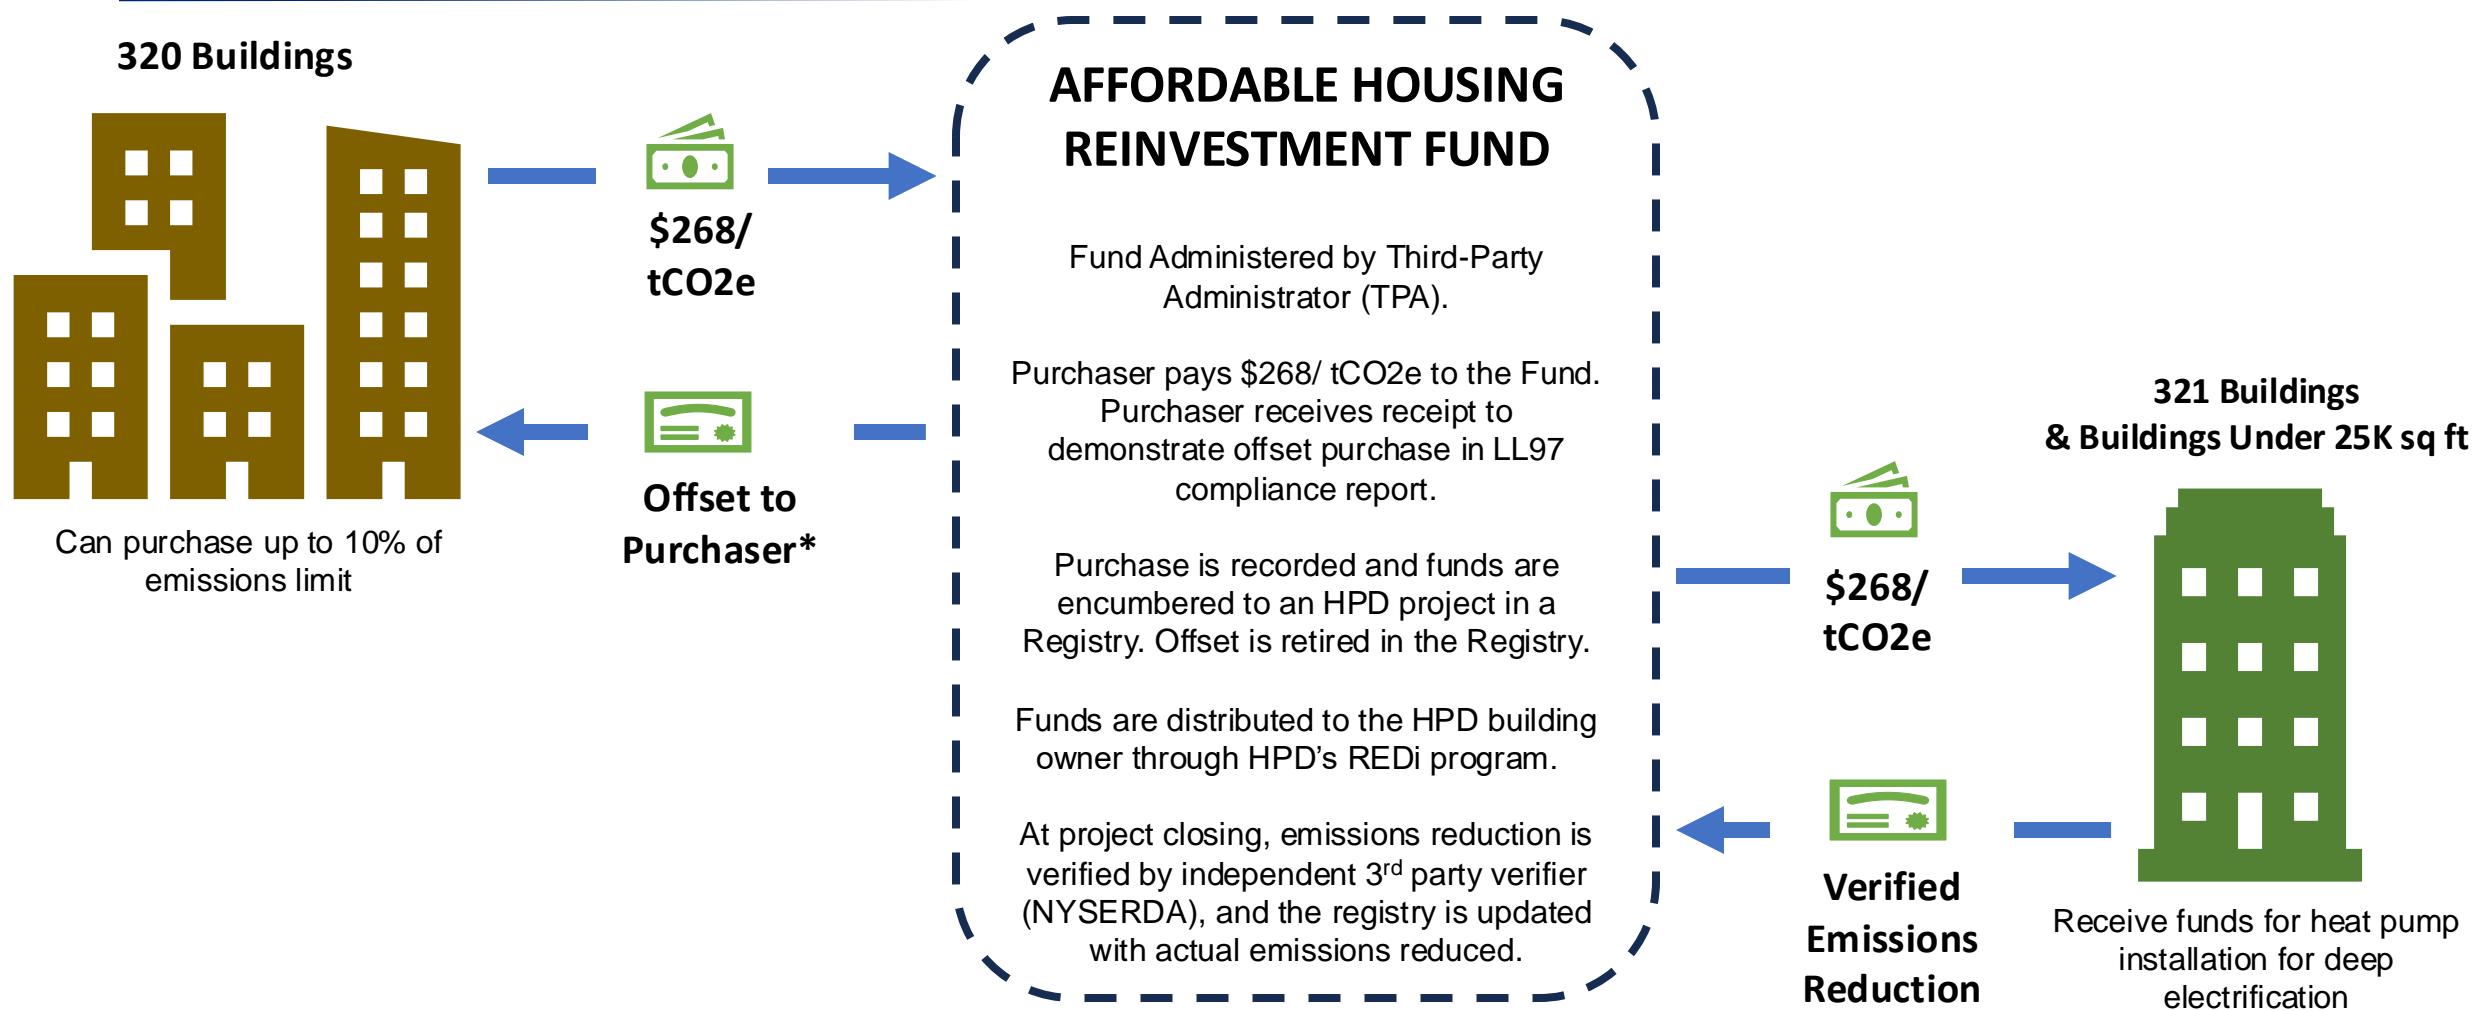 320 Buildings
$268/
tCO2e
Offset to
Purchaser*
Can purchase up to 10% of
emissions limit
AFFORDABLE HOUSING
REINVESTMENT FUND
Fund Administered by Third-Party
Administrator (TPA).
Purchaser pays $268/ tCO2e to the Fund.
Purchaser receives receipt to
demonstrate offset purchase in LL97
compliance report.
Purchase is recorded and funds are
encumbered to an HPD project in a
Registry. Offset is retired in the Registry.
Funds are distributed to the HPD building
owner through HPD’s REDi program.
At project closing, emissions reduction is
verified by independent 3rd party verifier
(NYSERDA), and the registry is updated
with actual emissions reduced.
321 Buildings
& Buildings Under 25K sq ft
$268/
tCO2e
Verified
Emissions
Reduction
Receive funds for heat pump
installation for deep
electrification